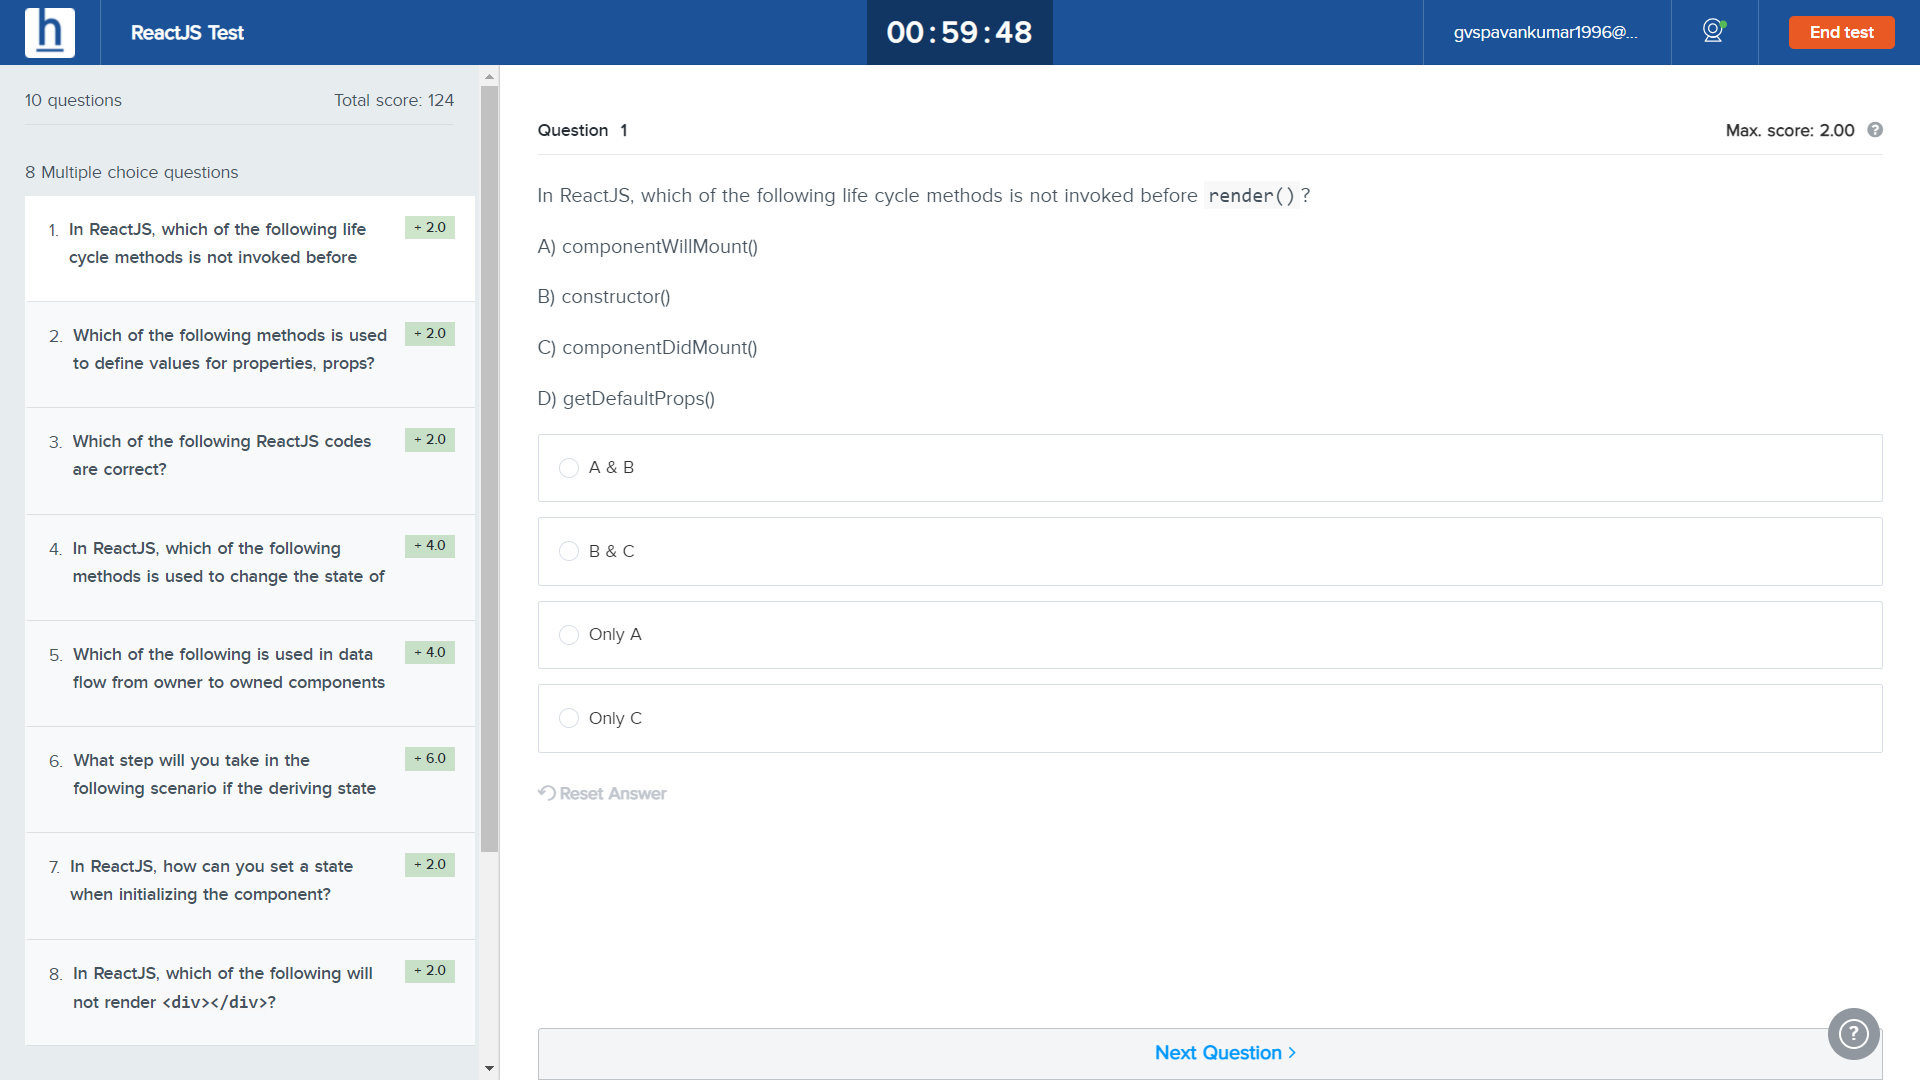 h
ReactJS Test
00:59:48
gvspavankumar1996@...
End test
10 questions
Total score: 124
8 Multiple choice questions
1. In ReactJS, which of the following life
cycle methods is not invoked before
+ 2.0
2. Which of the following methods is used
to define values for properties, props?
+ 2.0
3. Which of the following ReactJS codes
are correct?
+ 2.0
4. In ReactJS, which of the following
methods is used to change the state of
+ 4.0
5. Which of the following is used in data
flow from owner to owned components
+ 4.0
6. What step will you take in the
following scenario if the deriving state
+ 6.0
7. In ReactJS, how can you set a state
when initializing the component?
+ 2.0
8. In ReactJS, which of the following will
not render <div></div>?
+ 2.0
Question 1
Max. score: 2.00 ?
In ReactJS, which of the following life cycle methods is not invoked before render()?
A) componentWillMount()
B) constructor()
C) componentDidMount()
D) getDefaultProps()
A & B
B & C
Only A
Only C
Reset Answer
Next Question >
?